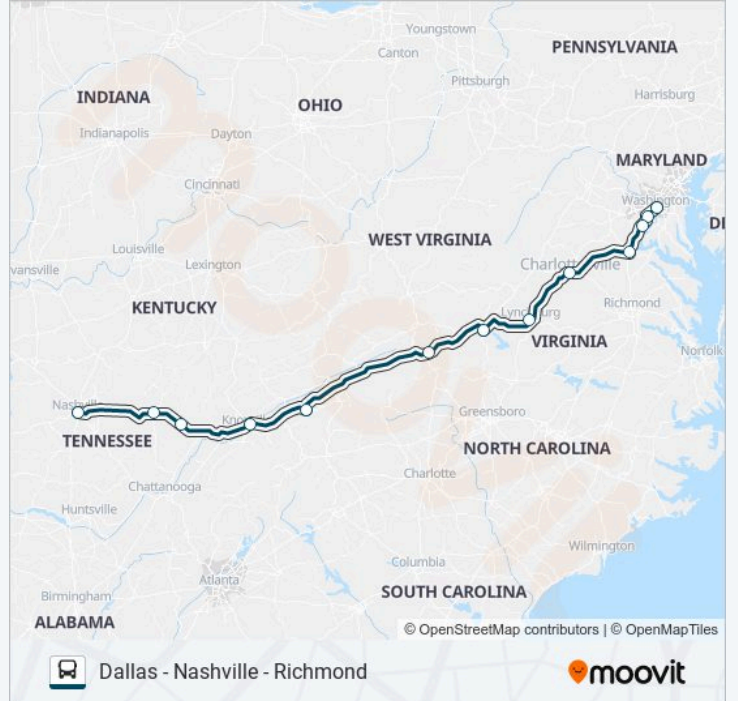 Youngstown
Canton
PENNSYLVANIA
Pittsburgh
INDIANA
OHIO
Harrisburg
Indianapolis
Dayton
MARYLAND
Cincinnati
Washington
WEST VIRGINIA
Louisville
Charlottesville
vansville
Lexington
KENTUCKY
Richmond
Lynchburg
VIRGINIA
Norfolk
Nashville
Greensboro
Knoxville
TENNESSEE
NORTH CAROLINA
Charlotte
Chattanooga
Huntsville
Wilmington
Columbia
Atlanta
SOUTH CAROLINA
Birmingham
ALABAMA
© OpenStreetMap contributors | © OpenMapTiles
Dallas - Nashville - Richmond
moovit